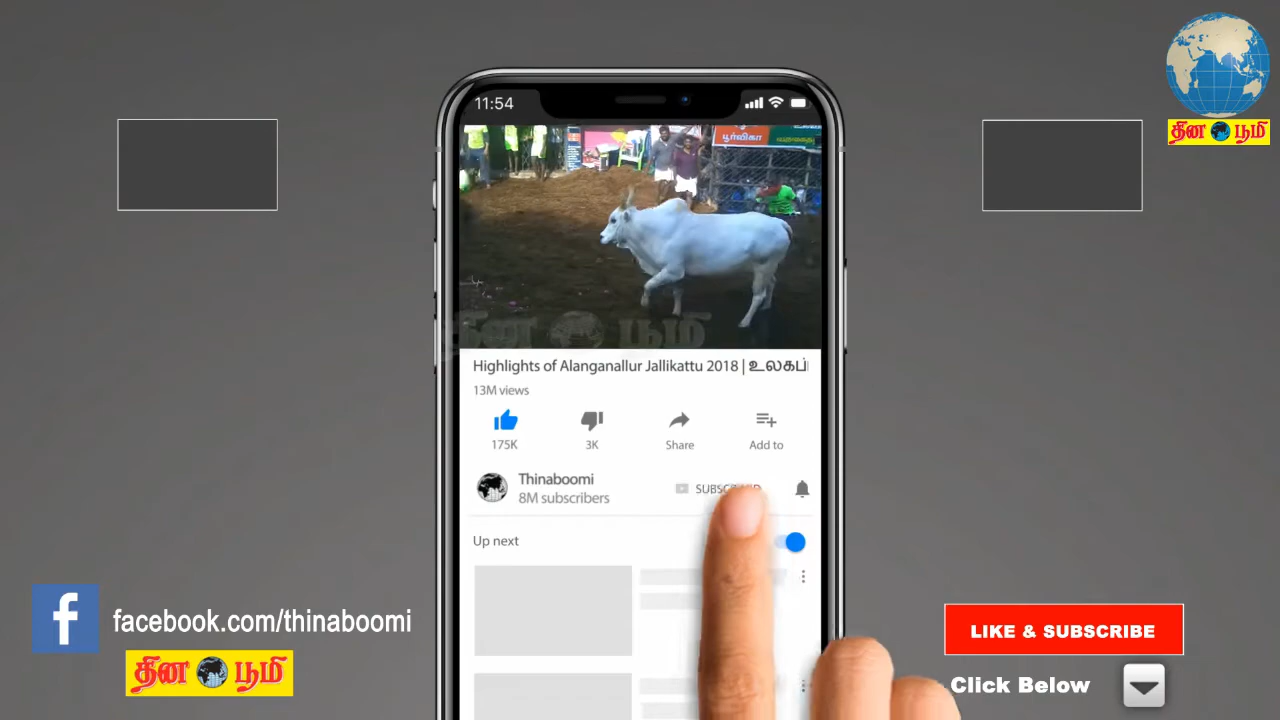 தின பூமி
11:54
பூர்விகா
தின பூமி
Highlights of Alanganallur Jallikattu 2018 | உலகப்
13M views
175K
3K
Share
Add to
Thinaboomi
8M subscribers
Up next
facebook.com/thinaboomi
தின பூமி
LIKE & SUBSCRIBE
Click Below